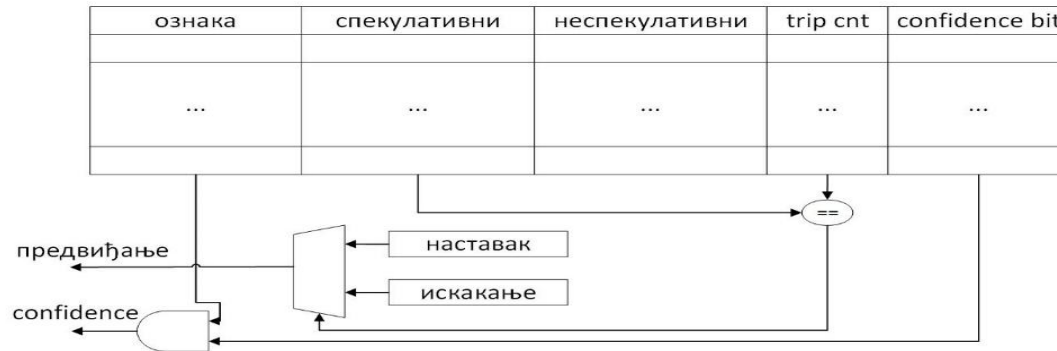 ознака спекулативни неспекулативни trip cnt confidence bit
... ... ... ... ...
==
наставак
предвиђање
искакање
confidence